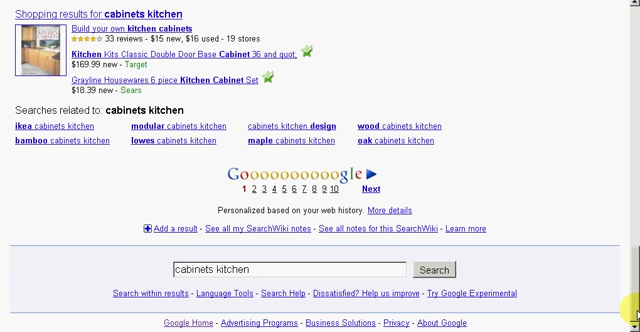 Shopping results for cabinets kitchen
Build your own kitchen cabinets
33 reviews - $15 new, $16 used - 19 stores
Kitchen Kits Classic Double Door Base Cabinet 36 and quot;
$169.99 new - Target
Grayline Housewares 6 piece Kitchen Cabinet Set
$18.39 new - Sears
Searches related to: cabinets kitchen
ikea cabinets kitchen modular cabinets kitchen cabinets kitchen design wood cabinets kitchen
bamboo cabinets kitchen lowes cabinets kitchen maple cabinets kitchen oak cabinets kitchen
Goooooooooogle
1 2 3 4 5 6 7 8 9 10 Next
Personalized based on your web history. More details
Add a result - See all my SearchWiki notes - See all notes for this SearchWiki - Learn more
cabinets kitchen Search
Search within results - Language Tools - Search Help - Dissatisfied? Help us improve - Try Google Experimental
Google Home - Advertising Programs - Business Solutions - Privacy - About Google